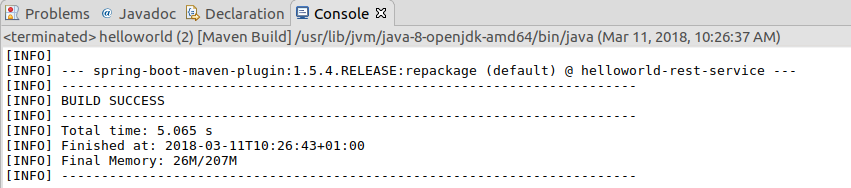 Problems @ Javadoc Declaration Console
<terminated> helloworld (2) [Maven Build] /usr/lib/jvm/java-8-openjdk-amd64/bin/java (Mar 11, 2018, 10:26:37 AM)
[INFO]
[INFO] --- spring-boot-maven-plugin:1.5.4.RELEASE:repackage (default) @ helloworld-rest-service ---
[INFO] ------------------------------------------------------------------------
[INFO] BUILD SUCCESS
[INFO] ------------------------------------------------------------------------
[INFO] Total time: 5.065 s
[INFO] Finished at: 2018-03-11T10:26:43+01:00
[INFO] Final Memory: 26M/207M
[INFO] ------------------------------------------------------------------------